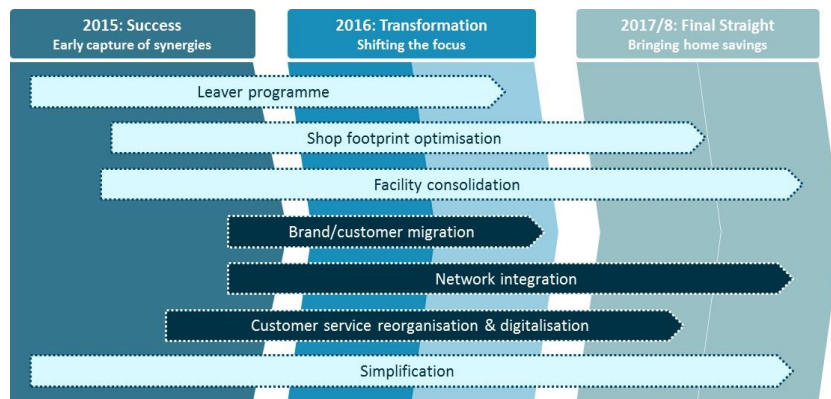 2015: Success
Early capture of synergies
2016: Transformation
Shifting the focus
2017/8: Final Straight
Bringing home savings
Leaver programme
Shop footprint optimisation
Facility consolidation
Brand/customer migration
Network integration
Customer service reorganisation & digitalisation
Simplification